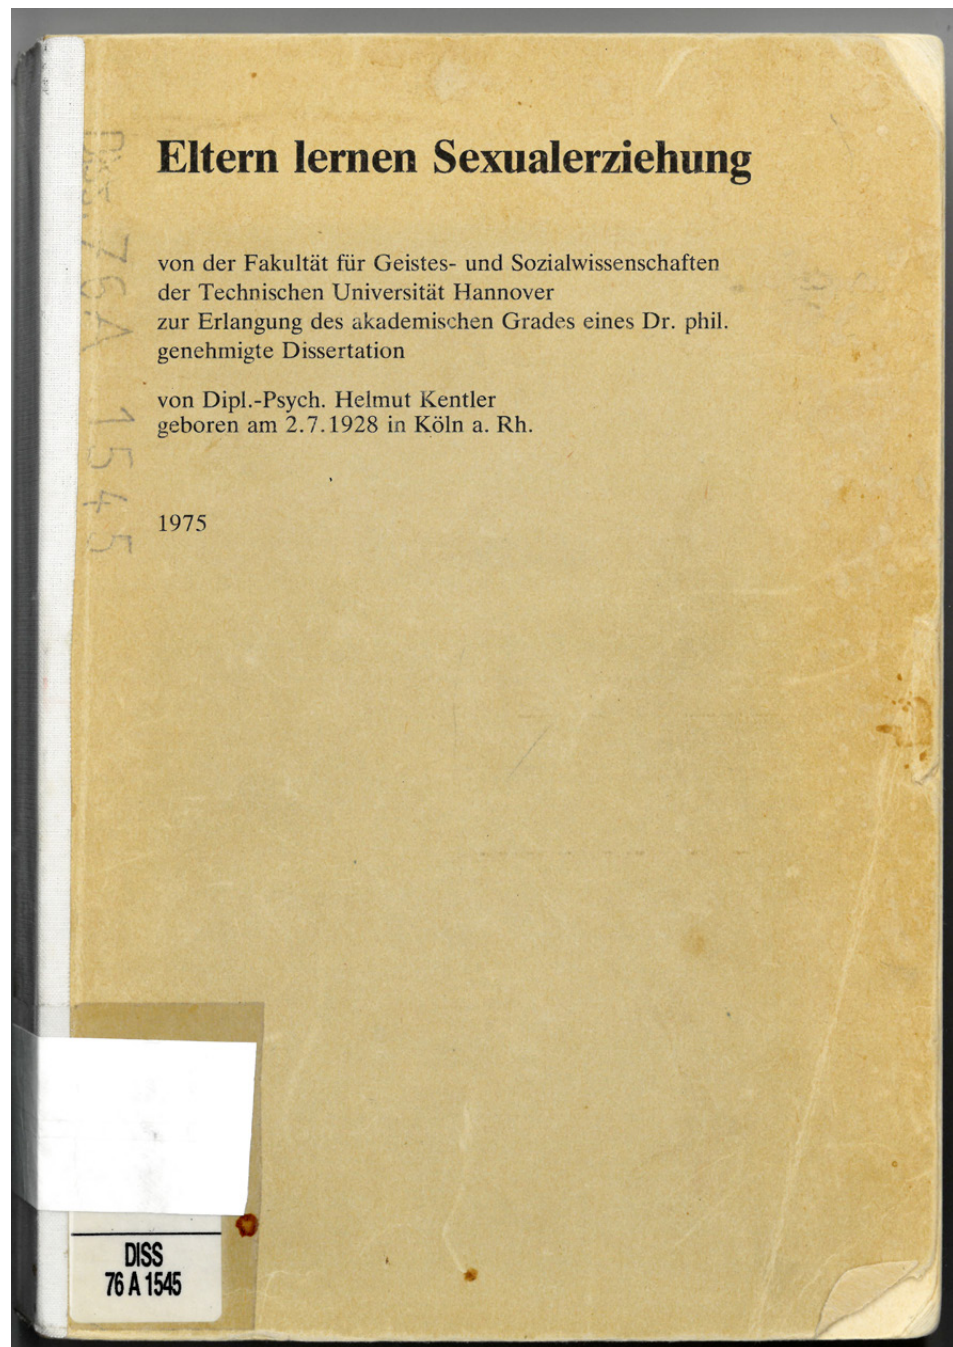 Eltern lernen Sexualerziehung
von der Fakultät für Geistes- und Sozialwissenschaften
der Technischen Universität Hannover
zur Erlangung des akademischen Grades eines Dr. phil.
genehmigte Dissertation
von Dipl.-Psych. Helmut Kentler
geboren am 2.7.1928 in Köln a. Rh.
1975
76 A 1545
DISS
76 A 1545